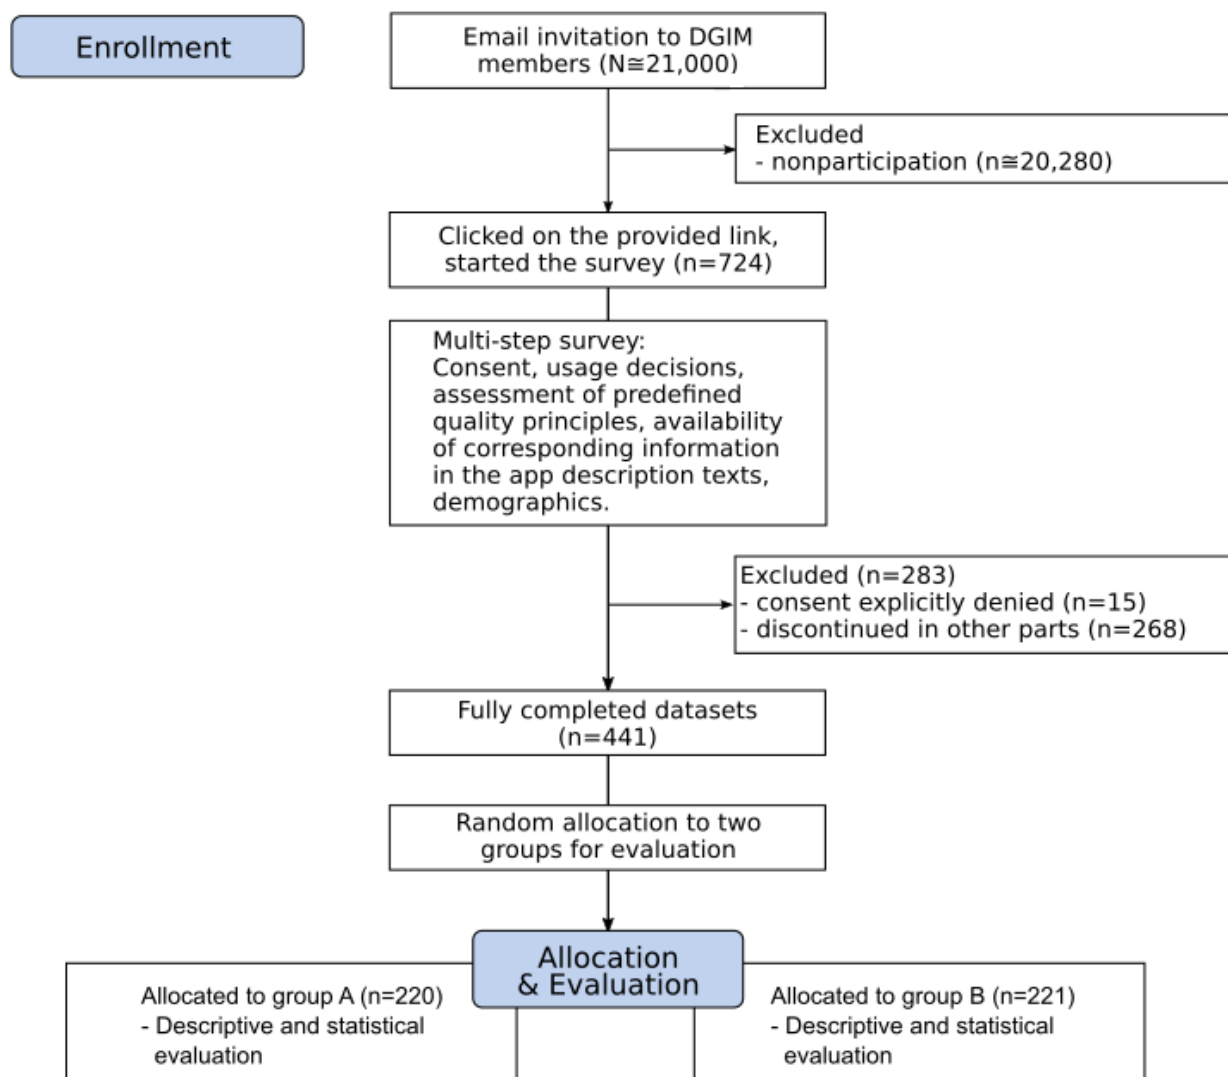 Enrollment
Email invitation to DGIM
members (N≅21,000)
Excluded
- nonparticipation (n≅20,280)
Clicked on the provided link,
started the survey (n=724)
Multi-step survey:
Consent, usage decisions,
assessment of predefined
quality principles, availability
of corresponding information
in the app description texts,
demographics.
Excluded (n=283)
- consent explicitly denied (n=15)
- discontinued in other parts (n=268)
Fully completed datasets
(n=441)
Random allocation to two
groups for evaluation
Allocation
& Evaluation
Allocated to group A (n=220)
- Descriptive and statistical
evaluation
Allocated to group B (n=221)
- Descriptive and statistical
evaluation